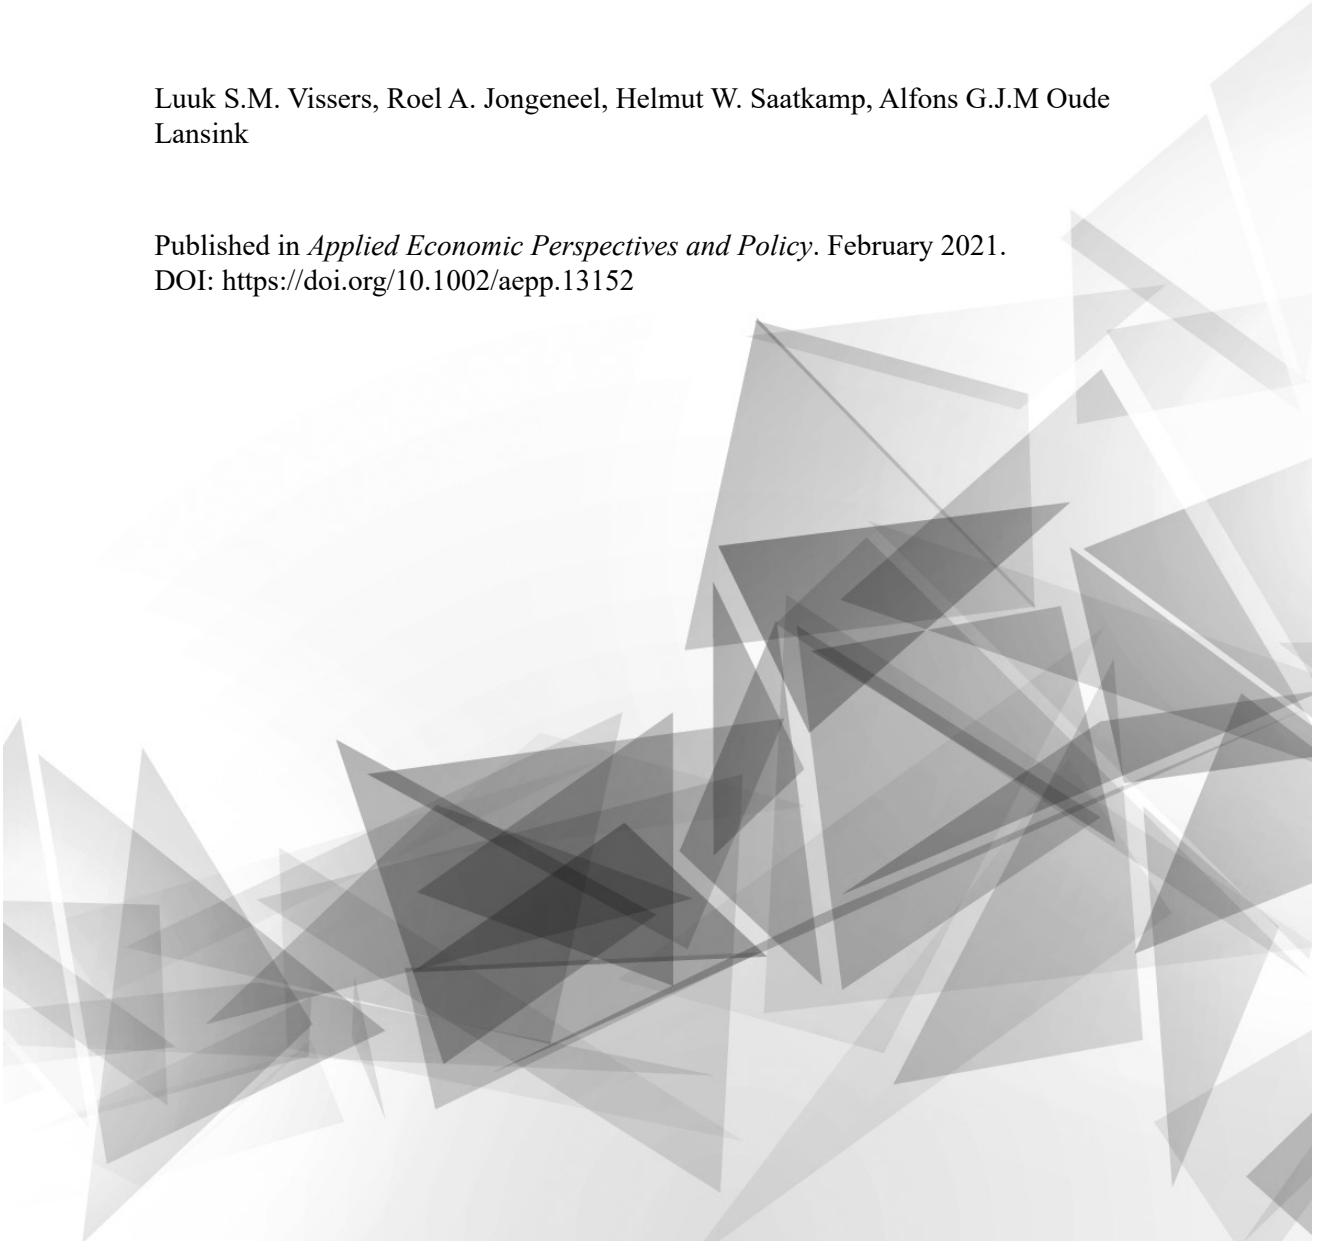 Luuk S.M. Vissers, Roel A. Jongeneel, Helmut W. Saatkamp, Alfons G.J.M Oude
Lansink
Published in Applied Economic Perspectives and Policy. February 2021.
DOI: https://doi.org/10.1002/aepp.13152